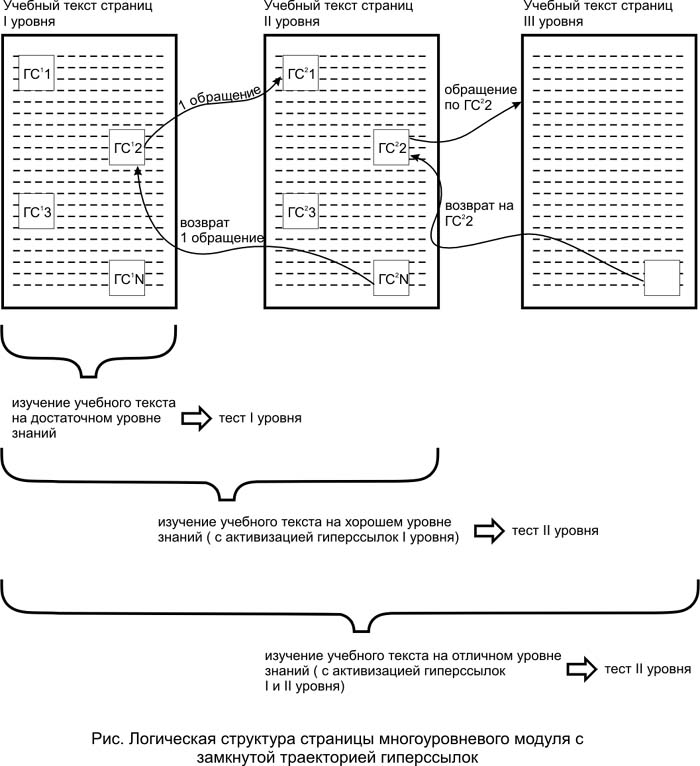 Учебный текст страниц
I уровня
Учебный текст страниц
II уровня
Учебный текст страниц
III уровня
ГС¹1
ГС¹2
ГС¹3
ГС¹N
1 обращение
возврат
1 обращение
ГС²1
ГС²2
ГС²3
ГС²N
обращение
по ГС²2
возврат на
ГС²2
изучение учебного текста
на достаточном уровне
знаний
тест I уровня
изучение учебного текста на хорошем уровне
знаний ( с активизацией гиперссылок I уровня)
тест II уровня
изучение учебного текста на отличном уровне
знаний ( с активизацией гиперссылок
I и II уровня)
тест II уровня
Рис. Логическая структура страницы многоуровневого модуля с
замкнутой траекторией гиперссылок